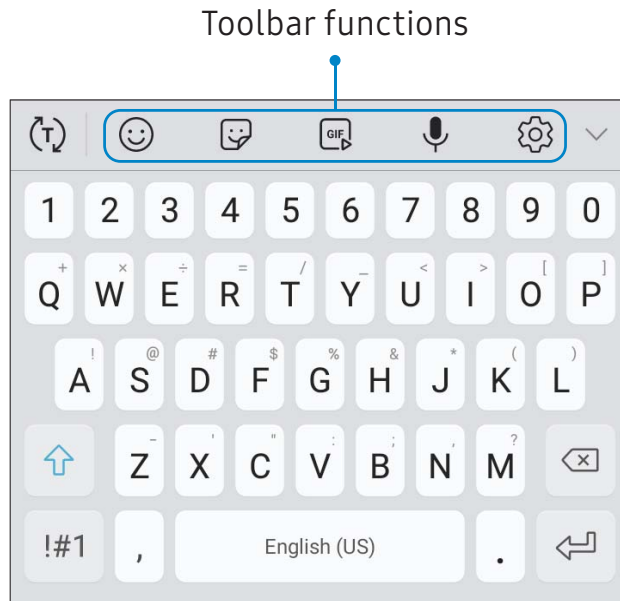 Toolbar functions
T GIF
1 2 3 4 5 6 7 8 9 0
+ × ÷ = / _ < > [ ]
Q W E R T Y U I O P
! @ # $ % & * ( )
A S D F G H J K L
- ' " : ; , ?
Z X C V B N M
!#1 , English (US) .